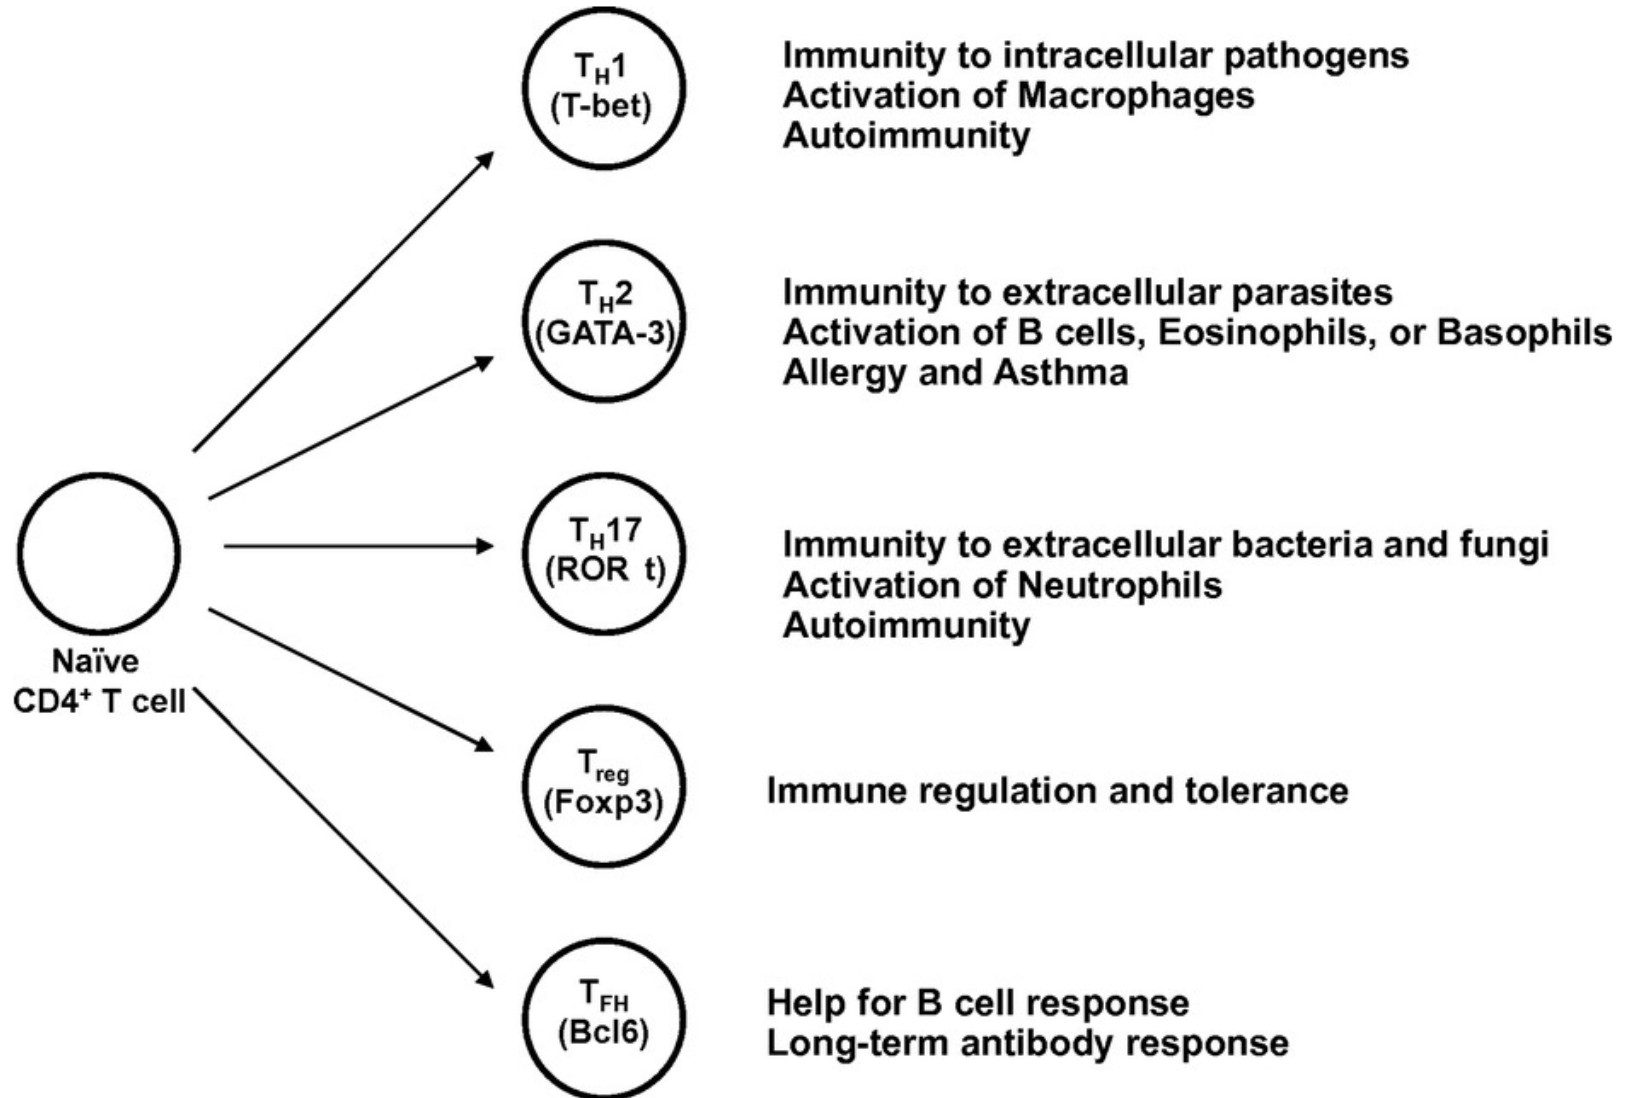 TH1
(T-bet)
Immunity to intracellular pathogens
Activation of Macrophages
Autoimmunity
TH2
(GATA-3)
Immunity to extracellular parasites
Activation of B cells, Eosinophils, or Basophils
Allergy and Asthma
Naïve
CD4+ T cell
TH17
(ROR t)
Immunity to extracellular bacteria and fungi
Activation of Neutrophils
Autoimmunity
Treg
(Foxp3)
Immune regulation and tolerance
TFH
(Bcl6)
Help for B cell response
Long-term antibody response